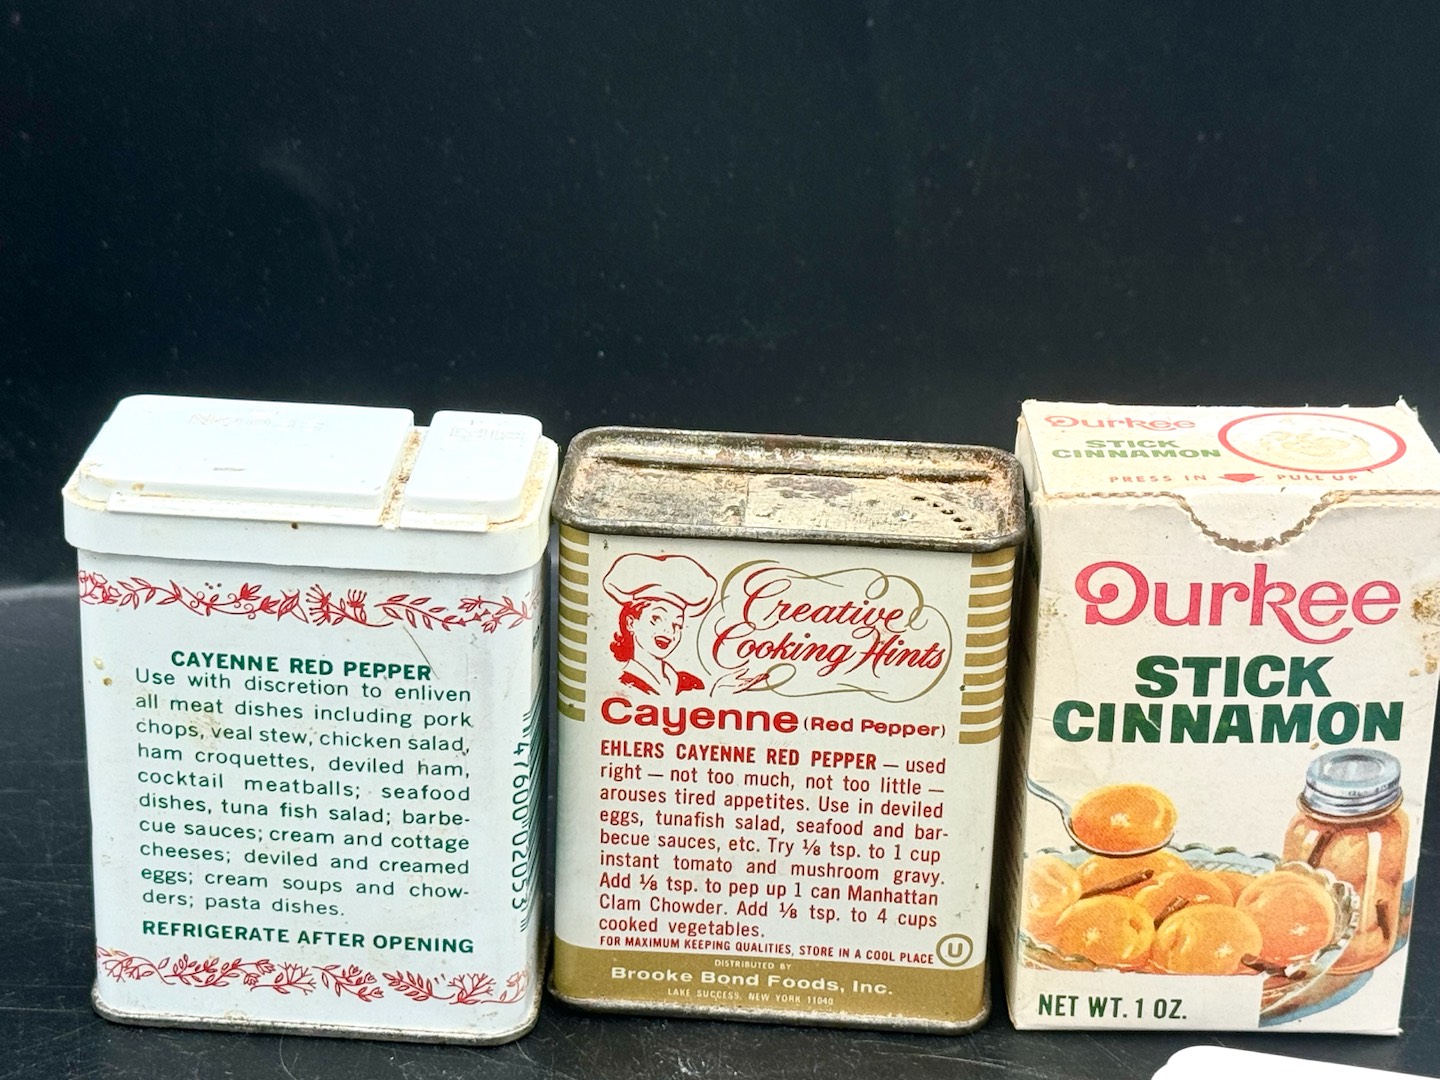 CAYENNE RED PEPPER
Use with discretion to enliven
all meat dishes including pork
chops, veal stew, chicken salad,
ham croquettes, deviled ham,
cocktail meatballs; seafood
dishes, tuna fish salad; barbe-
cue sauces; cream and cottage
cheeses; deviled and creamed
eggs; cream soups and chow-
ders; pasta dishes.
REFRIGERATE AFTER OPENING
47600 02053
Creative
Cooking Hints
Cayenne (Red Pepper)
EHLERS CAYENNE RED PEPPER — used
right — not too much, not too little —
arouses tired appetites. Use in deviled
eggs, tunafish salad, seafood and bar-
becue sauces, etc. Try ⅛ tsp. to 1 cup
instant tomato and mushroom gravy.
Add ⅛ tsp. to pep up 1 can Manhattan
Clam Chowder. Add ⅛ tsp. to 4 cups
cooked vegetables.
FOR MAXIMUM KEEPING QUALITIES, STORE IN A COOL PLACE
U
DISTRIBUTED BY
Brooke Bond Foods, Inc.
LAKE SUCCESS, NEW YORK 11040
Durkee
STICK
CINNAMON
PRESS IN PULL UP
Durkee
STICK
CINNAMON
NET WT. 1 OZ.